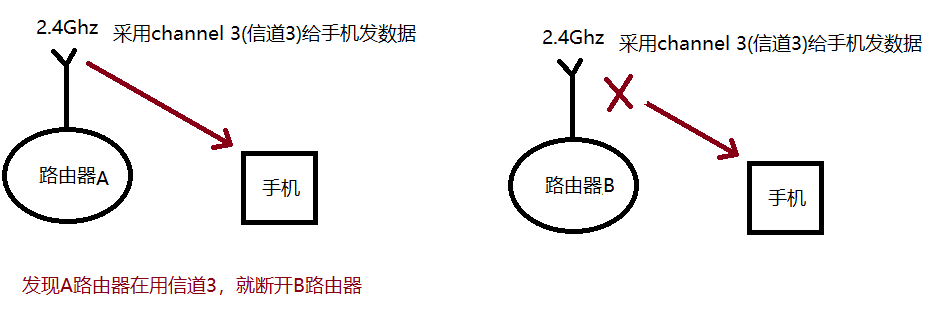 2.4Ghz 采用channel 3(信道3)给手机发数据
路由器A
手机
2.4Ghz 采用channel 3(信道3)给手机发数据
路由器B
手机
发现A路由器在用信道3，就断开B路由器